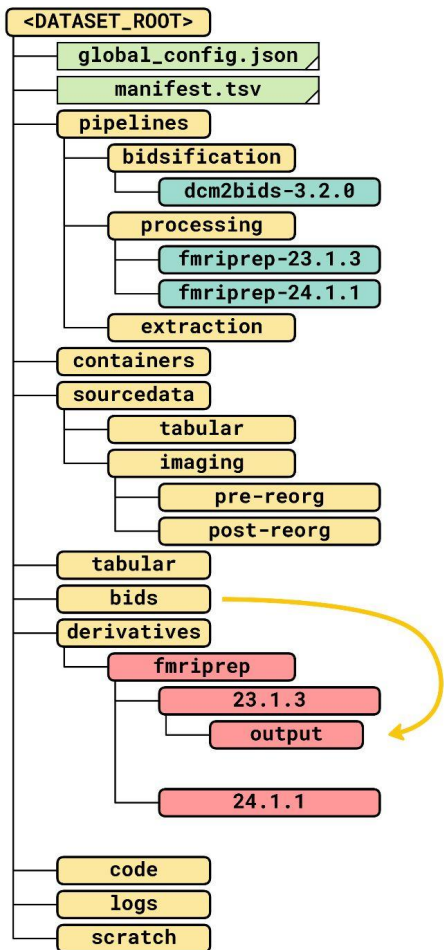 <DATASET_ROOT>
global_config.json
manifest.tsv
pipelines
bidsification
dcm2bids-3.2.0
processing
fmriprep-23.1.3
fmriprep-24.1.1
extraction
containers
sourcedata
tabular
imaging
pre-reorg
post-reorg
tabular
bids
derivatives
fmriprep
23.1.3
output
24.1.1
code
logs
scratch